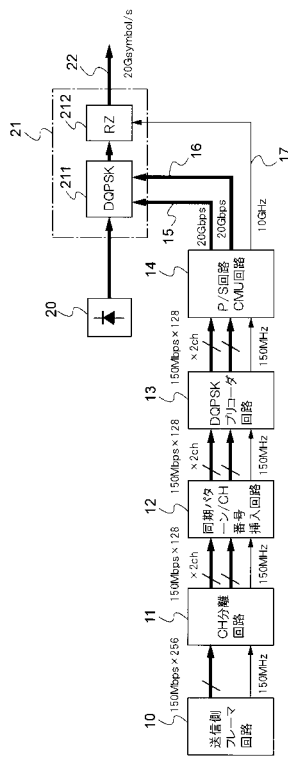 10
送信側
フレーマ
回路
150Mbps×256
150MHz
11
CH分離
回路
150Mbps×128
×2ch
150MHz
12
同期パタ
ーン/CH
番号
挿入回路
150Mbps×128
×2ch
150MHz
13
DQPSK
プリコーダ
回路
150Mbps×128
×2ch
150MHz
14
P/S回路
CMU回路
20Gbps
20Gbps
10GHz
15
16
17
20
21
211
DQPSK
212
RZ
22
20Gsymbol/s